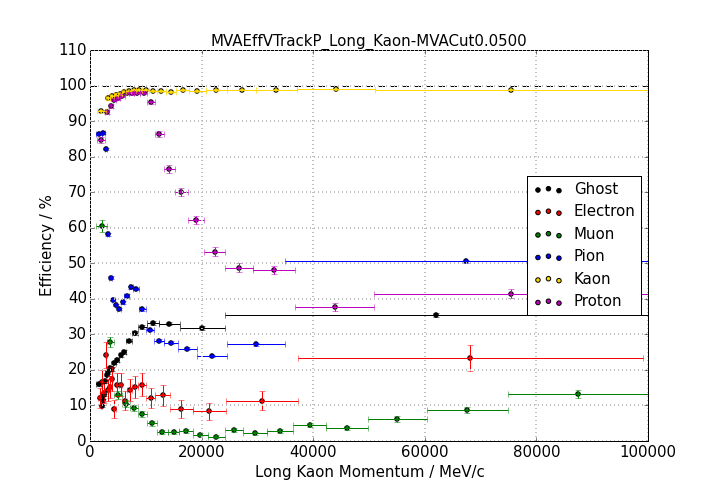 MVAEffVTrackP_Long_Kaon-MVACut0.0500
110
100
90
80
70
60
50
40
30
20
10
0
Efficiency / %
Ghost
Electron
Muon
Pion
Kaon
Proton
0 20000 40000 60000 80000 100000
Long Kaon Momentum / MeV/c